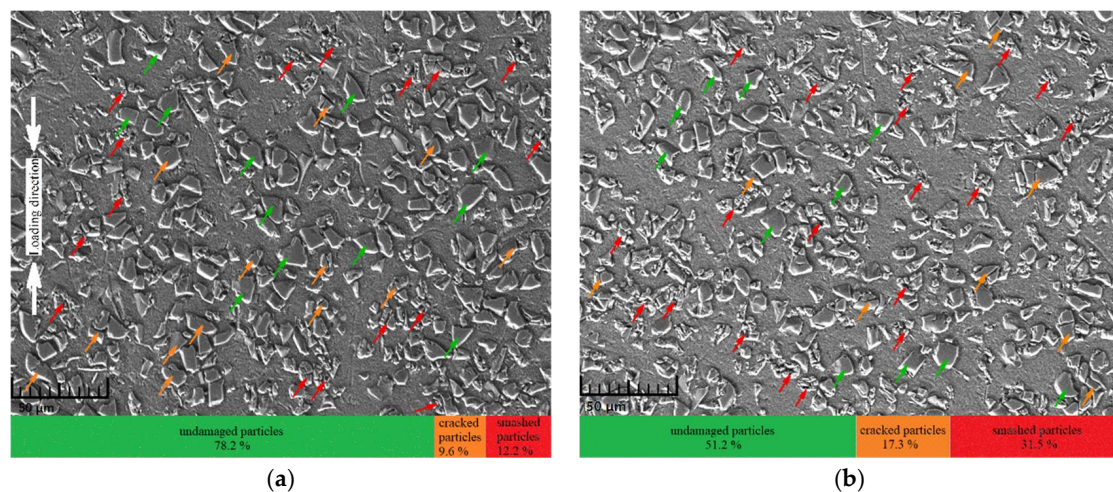 Loading direction
50 µm
undamaged particles
78.2 %
cracked
particles
9.6 %
smashed
particles
12.2 %
(a)
50 µm
undamaged particles
51.2 %
cracked particles
17.3 %
smashed particles
31.5 %
(b)